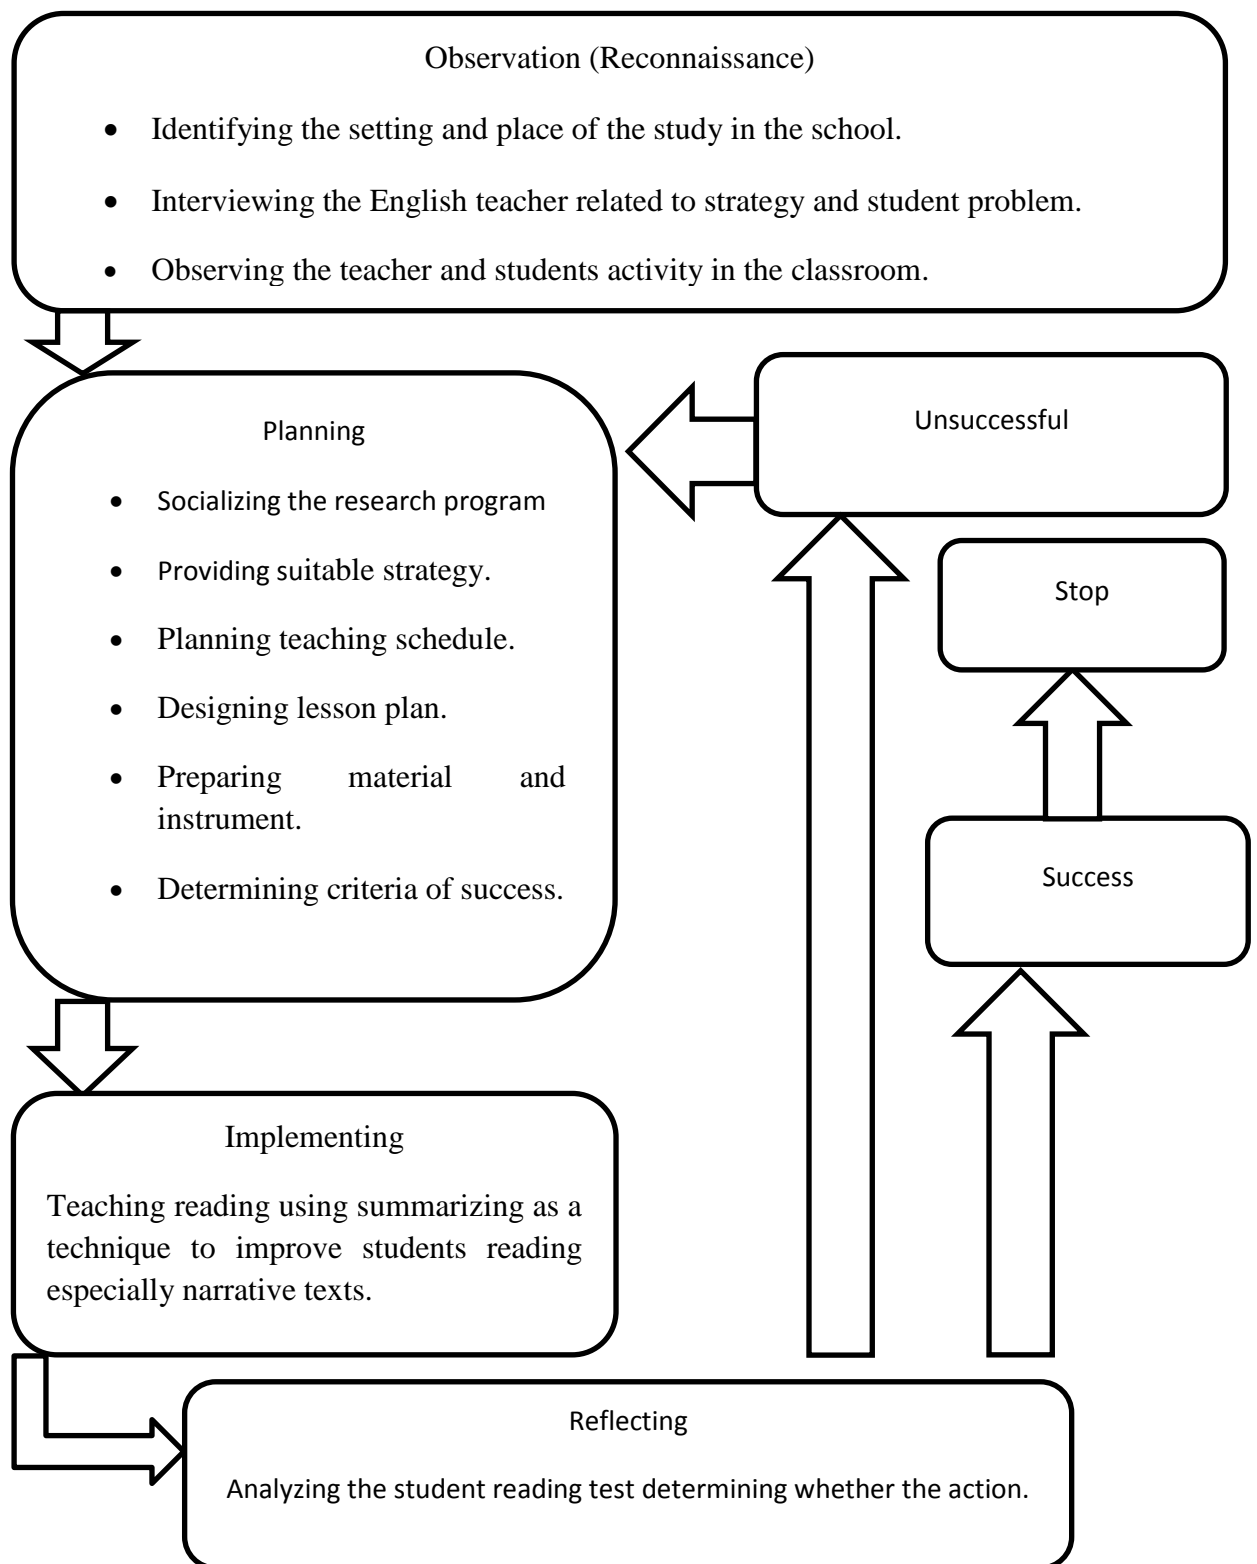 Observation (Reconnaissance)
• Identifying the setting and place of the study in the school.
• Interviewing the English teacher related to strategy and student problem.
• Observing the teacher and students activity in the classroom.
Planning
• Socializing the research program
• Providing suitable strategy.
• Planning teaching schedule.
• Designing lesson plan.
• Preparing material and
instrument.
• Determining criteria of success.
Unsuccessful
Stop
Success
Implementing
Teaching reading using summarizing as a
technique to improve students reading
especially narrative texts.
Reflecting
Analyzing the student reading test determining whether the action.